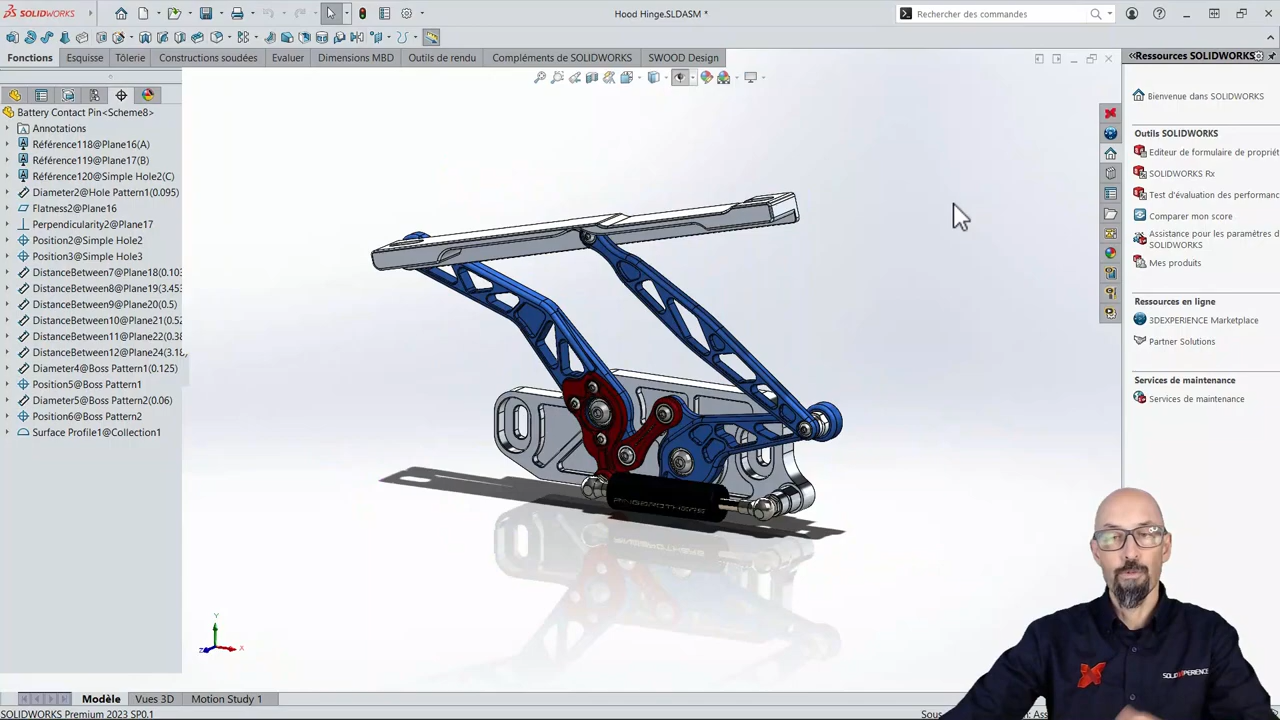 SOLIDWORKS
Hood Hinge.SLDASM *
Rechercher des commandes
Fonctions
Esquisse
Tôlerie
Constructions soudées
Evaluer
Dimensions MBD
Outils de rendu
Compléments de SOLIDWORKS
SWOOD Design
Battery Contact Pin<Scheme8>
Annotations
Référence118@Plane16(A)
Référence119@Plane17(B)
Référence120@Simple Hole2(C)
Diameter2@Hole Pattern1(0.095)
Flatness2@Plane16
Perpendicularity2@Plane17
Position2@Simple Hole2
Position3@Simple Hole3
DistanceBetween7@Plane18(0.103
DistanceBetween8@Plane19(3.453
DistanceBetween9@Plane20(0.5)
DistanceBetween10@Plane21(0.52
DistanceBetween11@Plane22(0.38
DistanceBetween12@Plane24(3.18,
Diameter4@Boss Pattern1(0.125)
Position5@Boss Pattern1
Diameter5@Boss Pattern2(0.06)
Position6@Boss Pattern2
Surface Profile1@Collection1
Y
X
Z
Ressources SOLIDWORKS
Bienvenue dans SOLIDWORKS
Outils SOLIDWORKS
Editeur de formulaire de propriét
SOLIDWORKS Rx
Test d'évaluation des performanc
Comparer mon score
Assistance pour les paramètres d
SOLIDWORKS
Mes produits
Ressources en ligne
3DEXPERIENCE Marketplace
Partner Solutions
Services de maintenance
Services de maintenance
SOLIDXPERIENCE
Modèle
Vues 3D
Motion Study 1
SOLIDWORKS Premium 2023 SP0.1
Sous